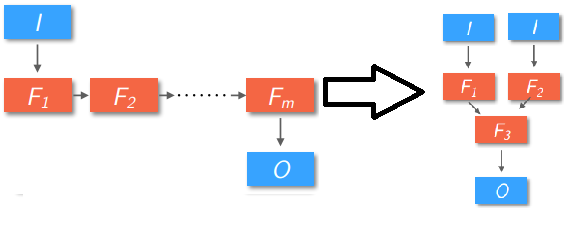 I
F1 F2 ........ Fm
O
I I
F1 F2
F3
O